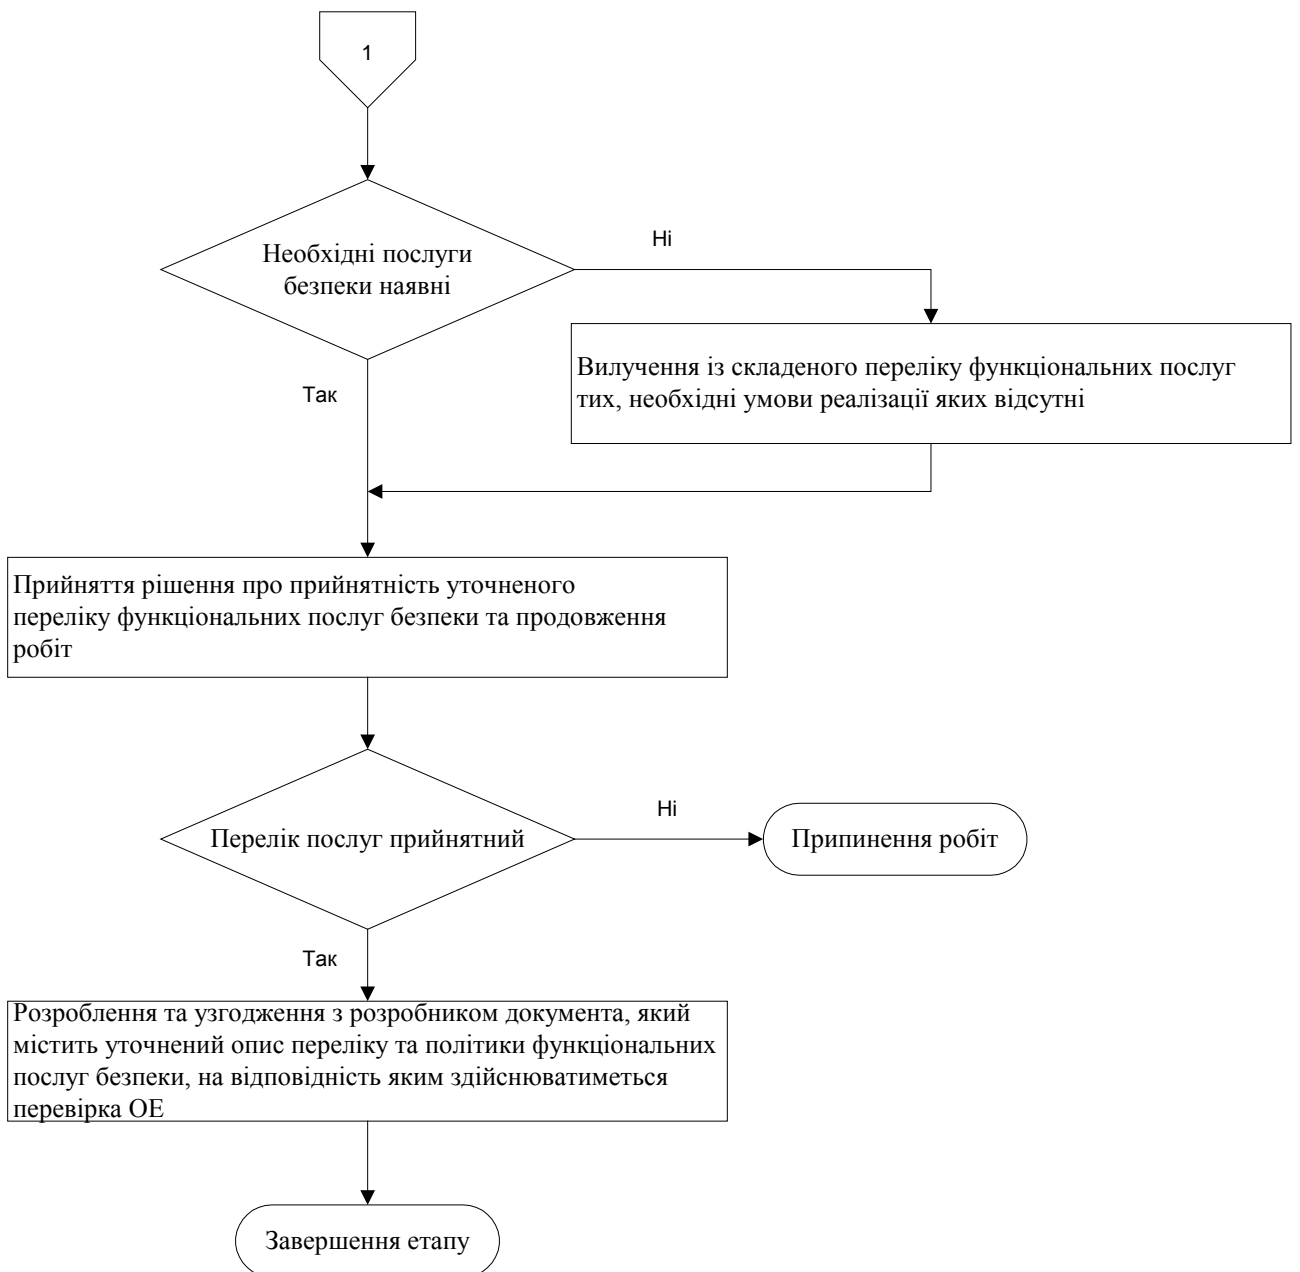 1
Необхідні послуги
безпеки наявні
Ні
Вилучення із складеного переліку функціональних послуг
тих, необхідні умови реалізації яких відсутні
Так
Прийняття рішення про прийнятність уточненого
переліку функціональних послуг безпеки та продовження
робіт
Перелік послуг прийнятний
Ні
Припинення робіт
Так
Розроблення та узгодження з розробником документа, який
містить уточнений опис переліку та політики функціональних
послуг безпеки, на відповідність яким здійснюватиметься
перевірка ОЕ
Завершення етапу